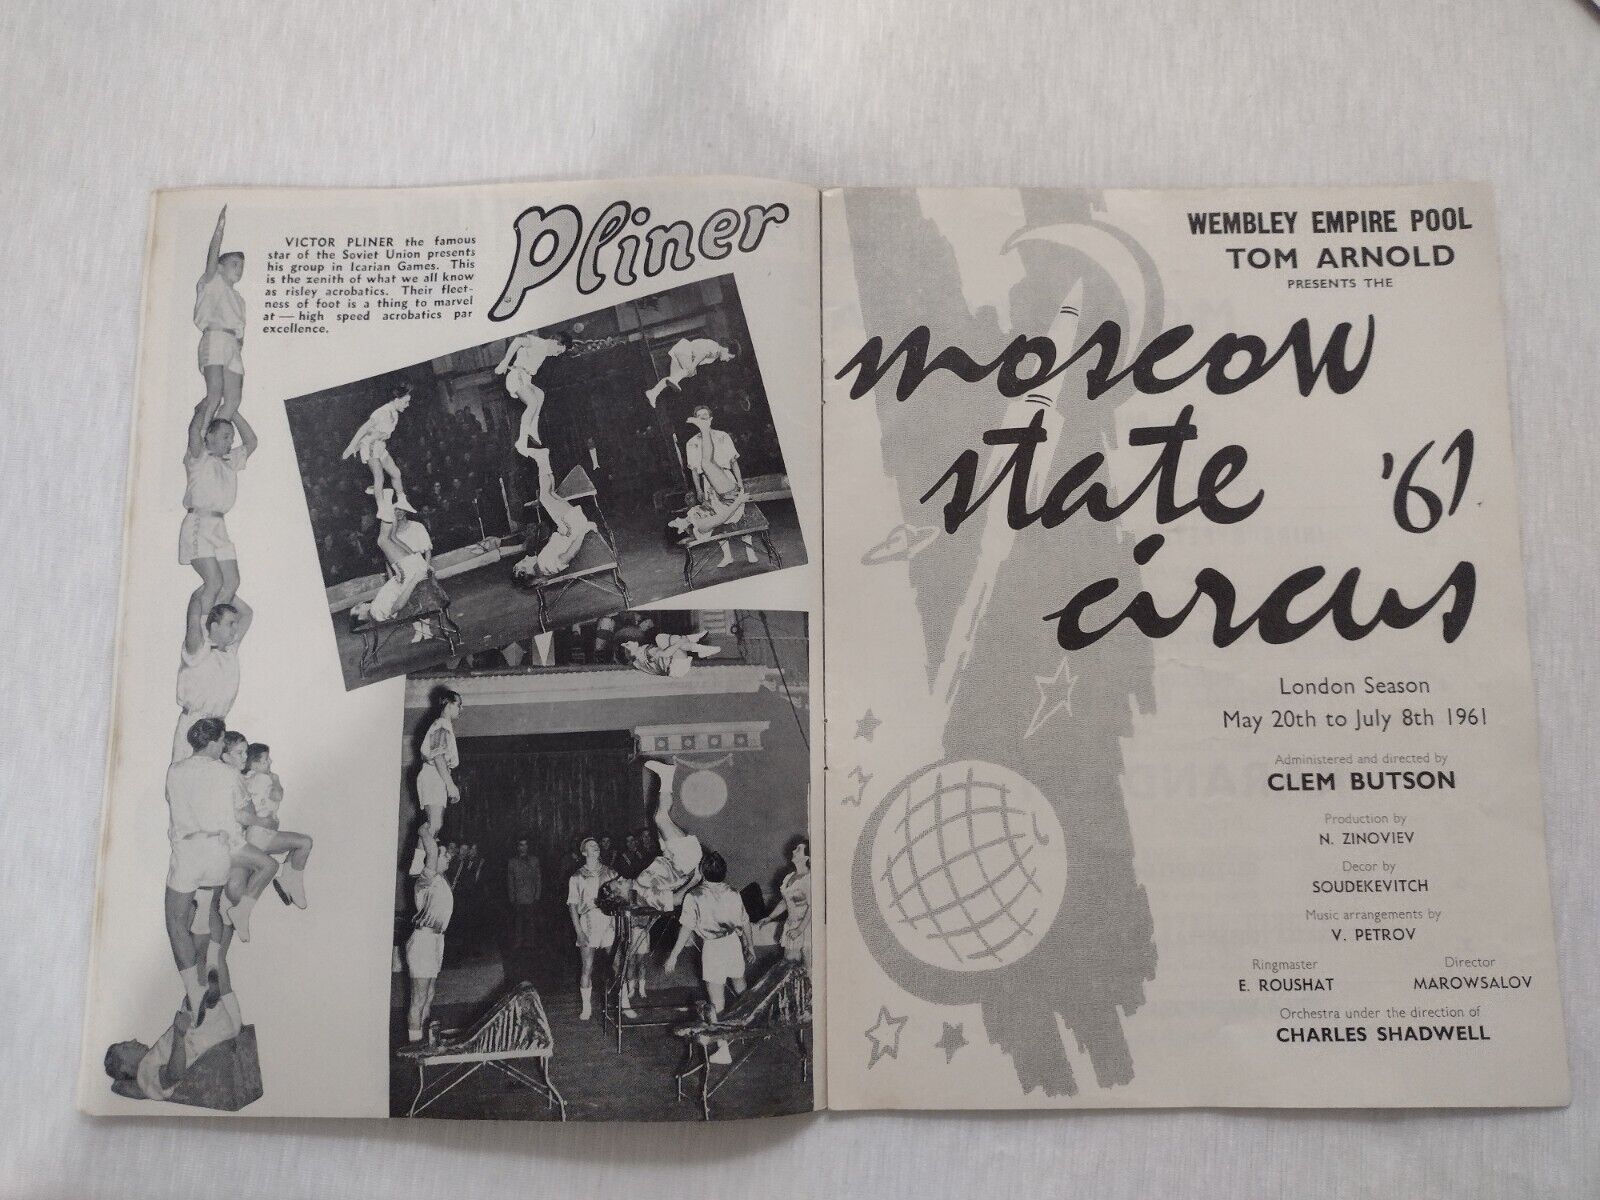 Pliner
VICTOR PLINER the famous
star of the Soviet Union presents
his group in Icarian Games. This
is the zenith of what we all know
as risley acrobatics. Their fleet-
ness of foot is a thing to marvel
at — high speed acrobatics par
excellence.
WEMBLEY EMPIRE POOL
TOM ARNOLD
PRESENTS THE
moscow
state '61
circus
London Season
May 20th to July 8th 1961
Administered and directed by
CLEM BUTSON
Production by
N. ZINOVIEV
Decor by
SOUDEKEVITCH
Music arrangements by
V. PETROV
Ringmaster
E. ROUSHAT
Director
MAROWSALOV
Orchestra under the direction of
CHARLES SHADWELL